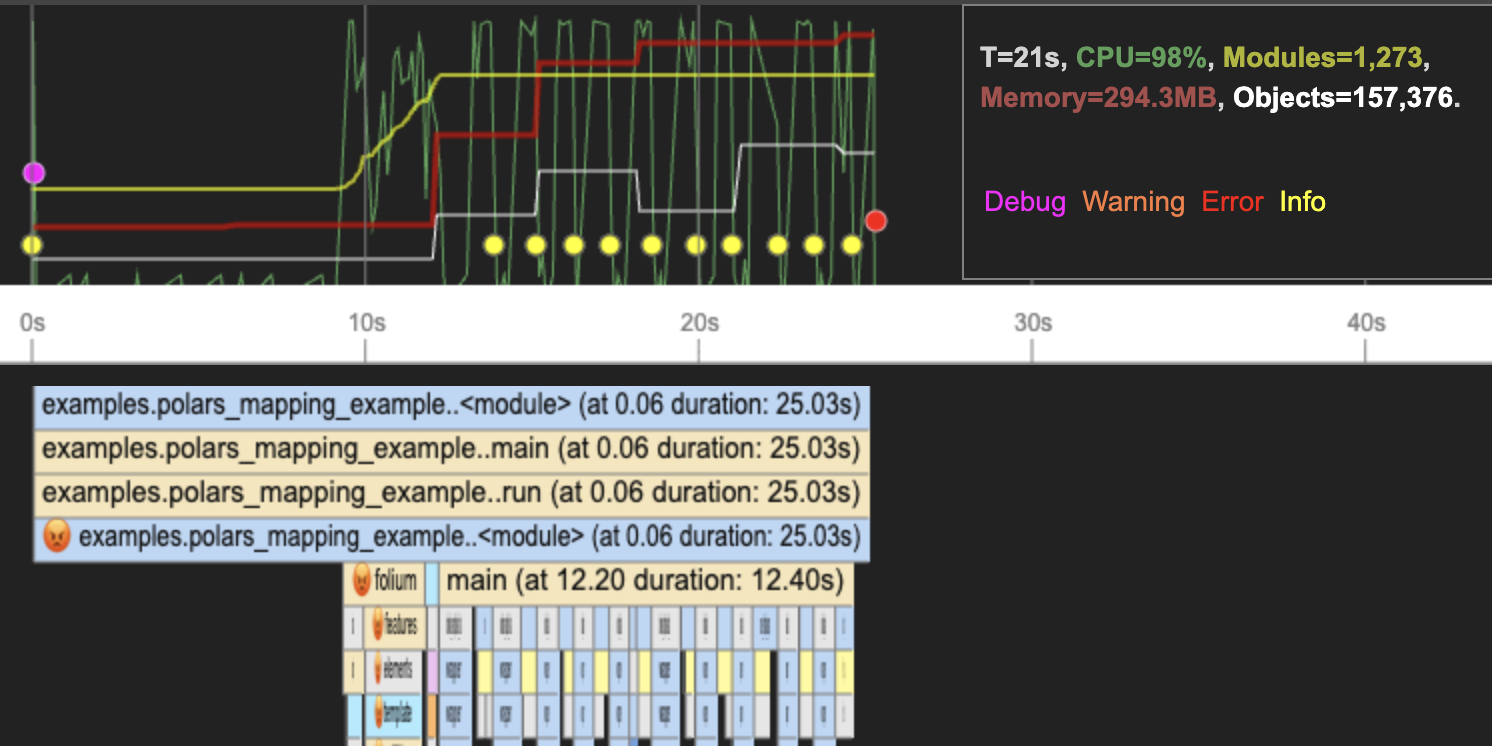 T=21s, CPU=98%, Modules=1,273,
Memory=294.3MB, Objects=157,376.
Debug Warning Error Info
0s 10s 20s 30s 40s
examples.polars_mapping_example..<module> (at 0.06 duration: 25.03s)
examples.polars_mapping_example..main (at 0.06 duration: 25.03s)
examples.polars_mapping_example..run (at 0.06 duration: 25.03s)
examples.polars_mapping_example..<module> (at 0.06 duration: 25.03s)
folium main (at 12.20 duration: 12.40s)
features
elements
template